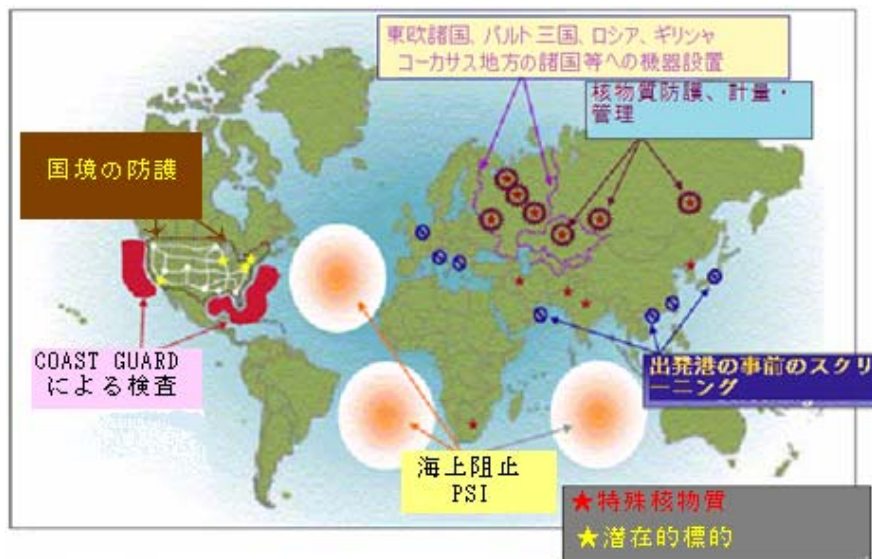 東欧諸国、バルト三国、ロシア、ギリシャ
コーカサス地方の諸国等への機器設置
核物質防護、計量・
管理
国境の防護
COAST GUARD
による検査
出発港の事前のスクリ
ーニング
海上阻止
PSI
★特殊核物質
★潜在的標的